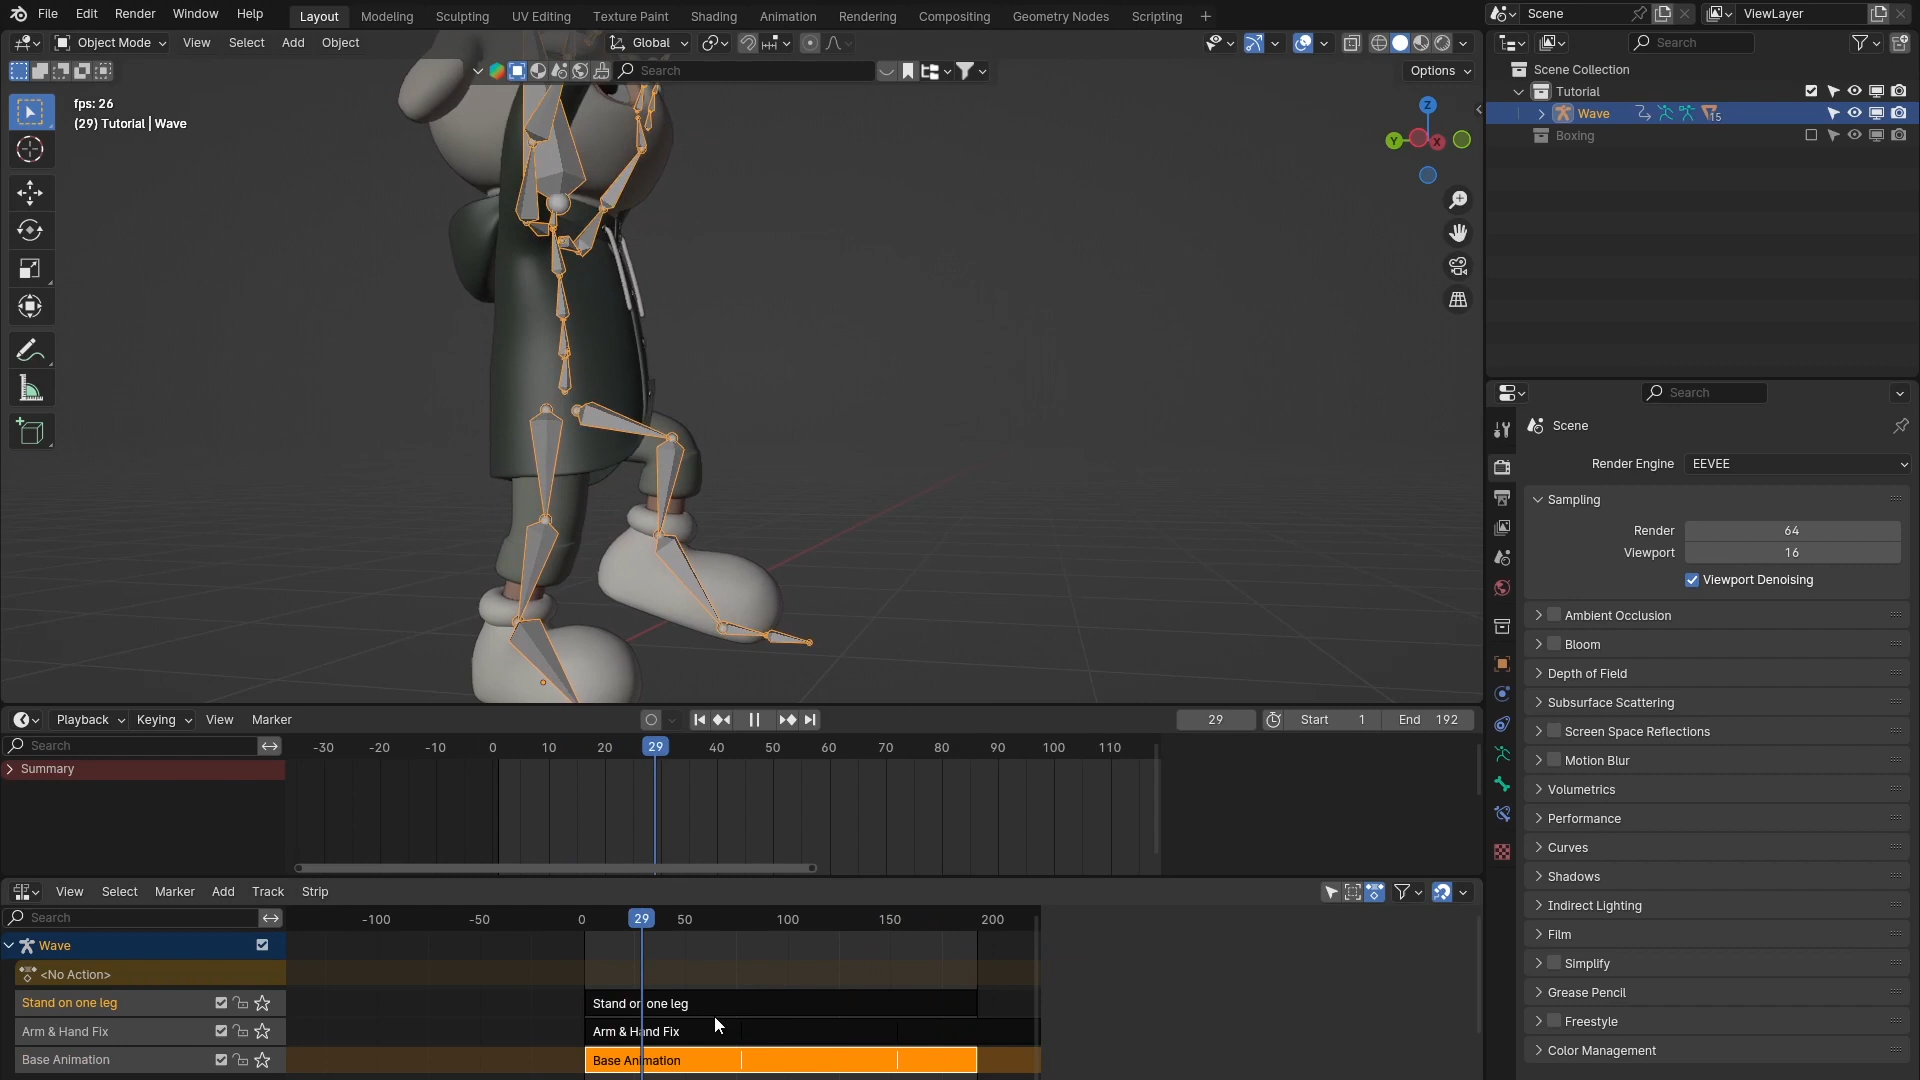 File Edit Render Window Help Layout Modeling Sculpting UV Editing Texture Paint Shading Animation Rendering Compositing Geometry Nodes Scripting + Scene ViewLayer
Object Mode View Select Add Object Global Search
Search Options
Scene Collection
Tutorial
Wave 15
Boxing
fps: 26
(29) Tutorial | Wave
Z
Y X
Search
Scene
Render Engine EEVEE
Sampling
Render 64
Viewport 16
Viewport Denoising
Ambient Occlusion
Bloom
Depth of Field
Subsurface Scattering
Screen Space Reflections
Motion Blur
Volumetrics
Performance
Curves
Shadows
Indirect Lighting
Film
Simplify
Grease Pencil
Freestyle
Color Management
Playback Keying View Marker 29 Start 1 End 192
Search -30 -20 -10 0 10 20 29 40 50 60 70 80 90 100 110
Summary
View Select Marker Add Track Strip
Search -100 -50 0 29 50 100 150 200
Wave
<No Action>
Stand on one leg Stand on one leg
Arm & Hand Fix Arm & Hand Fix
Base Animation Base Animation